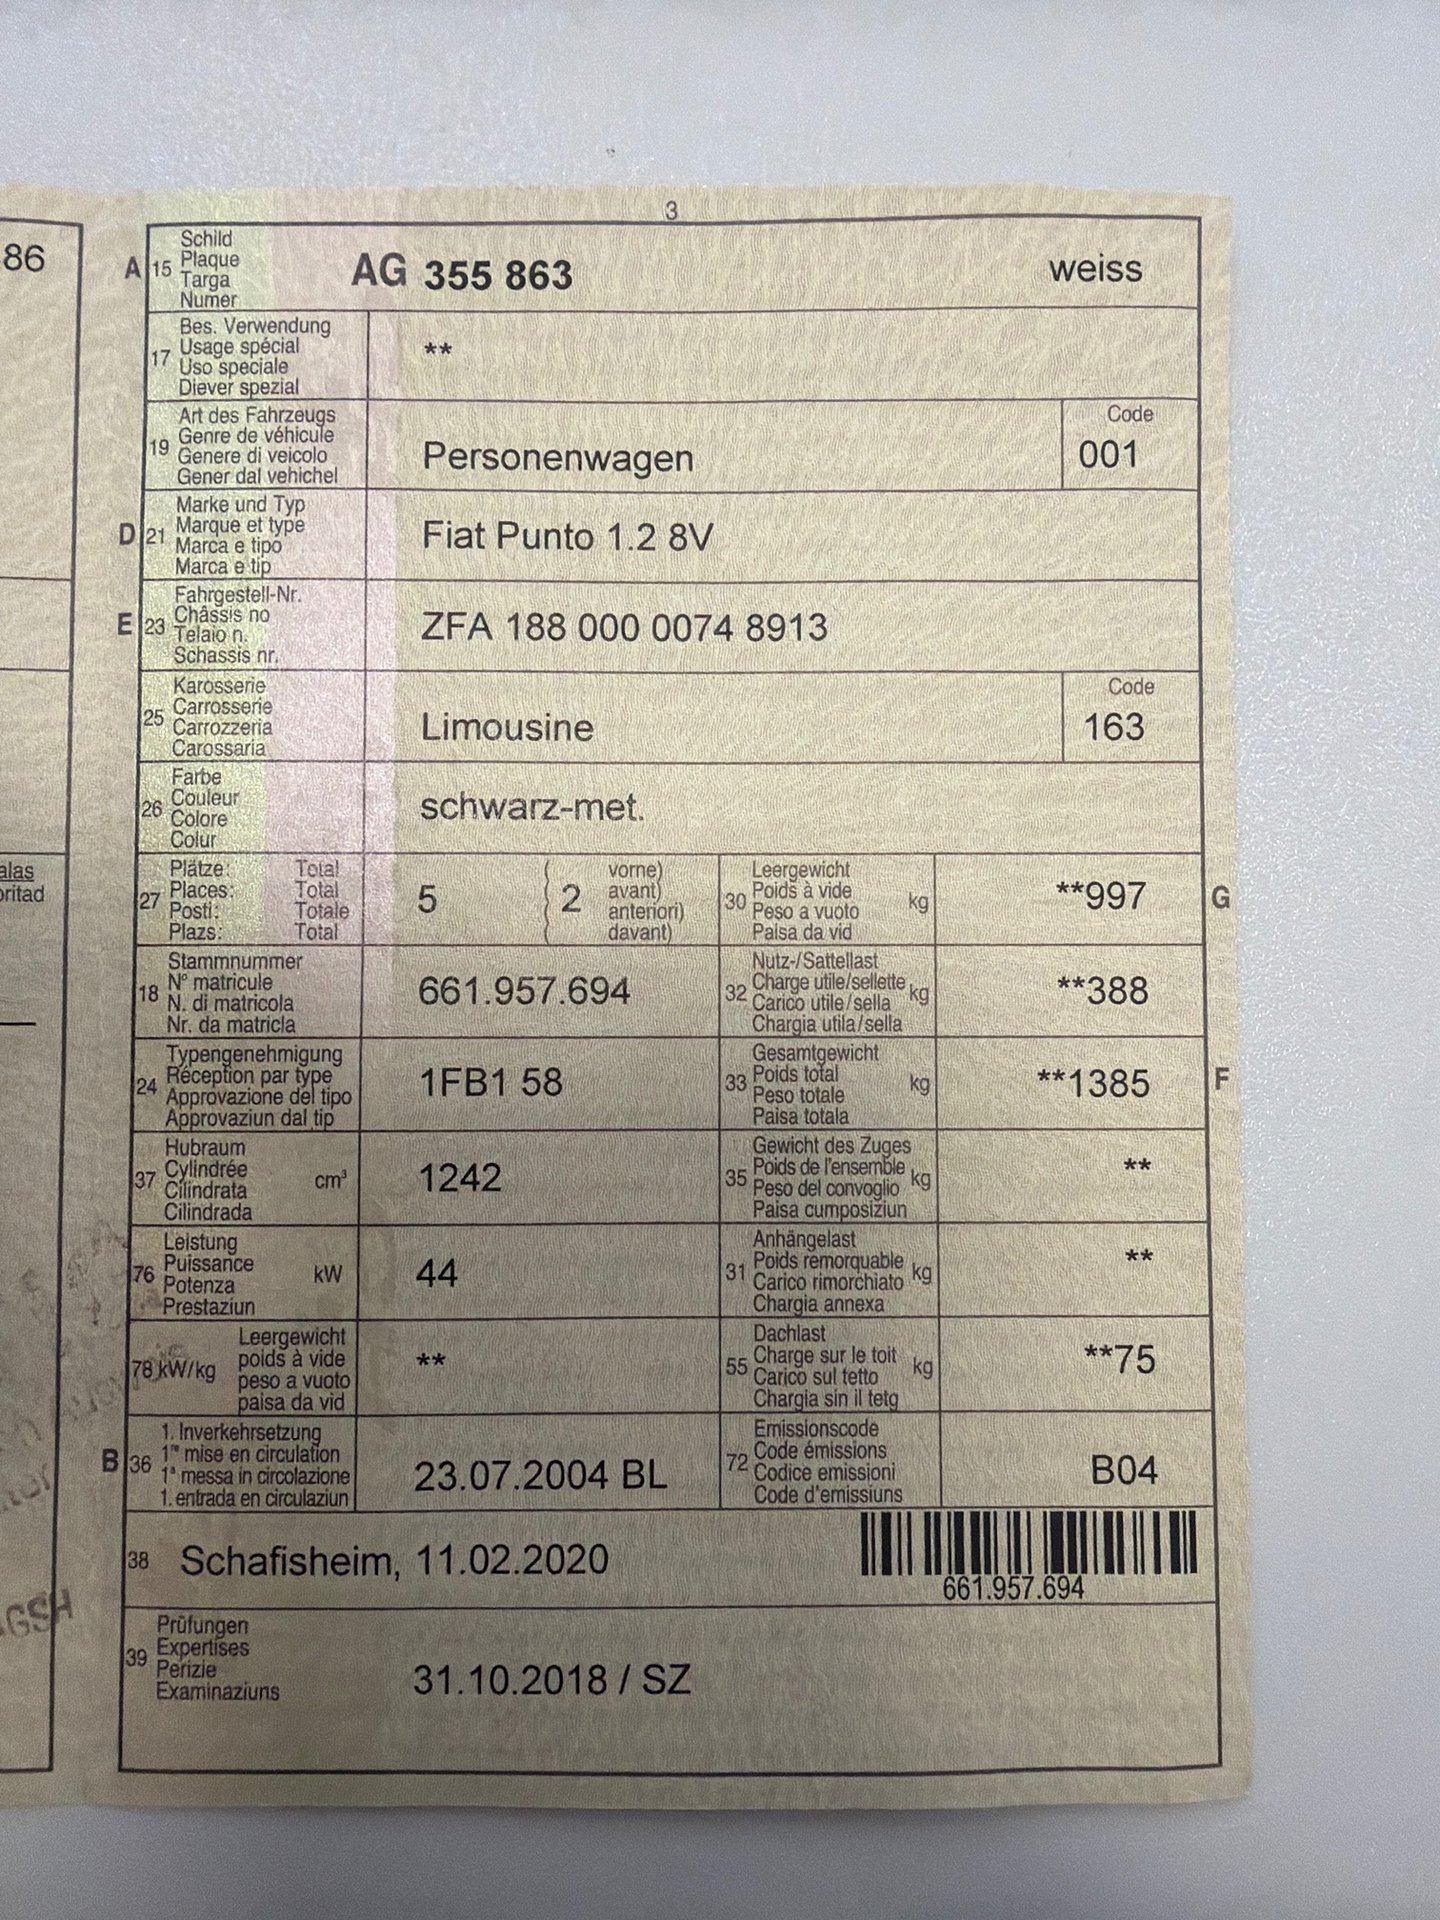 3
86
A 15 Schild
Plaque
Targa
Numer
AG 355 863 weiss
17 Bes. Verwendung
Usage spécial
Uso speciale
Diever spezial
**
19 Art des Fahrzeugs
Genre de véhicule
Genere di veicolo
Gener dal vehichel
Personenwagen
Code
001
D 21 Marke und Typ
Marque et type
Marca e tipo
Marca e tip
Fiat Punto 1.2 8V
E 23 Fahrgestell-Nr.
Châssis no
Telaio n.
Schassis nr.
ZFA 188 000 0074 8913
25 Karosserie
Carrosserie
Carrozzeria
Carossaria
Limousine
Code
163
26 Farbe
Couleur
Colore
Colur
schwarz-met.
alas
oritad
27 Plätze: Total
Places: Total
Posti: Totale
Plazs: Total
5 ( 2 vorne)
avant)
anteriori)
davant)
30 Leergewicht
Poids à vide
Peso a vuoto
Paisa da vid
kg
**997 G
18 Stammnummer
N° matricule
N. di matricola
Nr. da matricla
661.957.694
32 Nutz-/Sattellast
Charge utile/sellette
Carico utile/sella
Chargia utila/sella
kg
**388
24 Typengenehmigung
Réception par type
Approvazione del tipo
Approvaziun dal tip
1FB1 58
33 Gesamtgewicht
Poids total
Peso totale
Paisa totala
kg
**1385 F
37 Hubraum
Cylindrée
Cilindrata
Cilindrada
cm³
1242
35 Gewicht des Zuges
Poids de l'ensemble
Peso del convoglio
Paisa cumposiziun
kg
**
76 Leistung
Puissance
Potenza
Prestaziun
kW
44
31 Anhängelast
Poids remorquable
Carico rimorchiato
Chargia annexa
kg
**
78 kW/kg Leergewicht
poids à vide
peso a vuoto
paisa da vid
**
55 Dachlast
Charge sur le toit
Carico sul tetto
Chargia sin il tetg
kg
**75
B 36 1. Inverkehrsetzung
1re mise en circulation
1a messa in circolazione
1. entrada en circulaziun
23.07.2004 BL
72 Emissionscode
Code émissions
Codice emissioni
Code d'emissiuns
B04
38 Schafisheim, 11.02.2020
661.957.694
39 Prüfungen
Expertises
Perizie
Examinaziuns
31.10.2018 / SZ